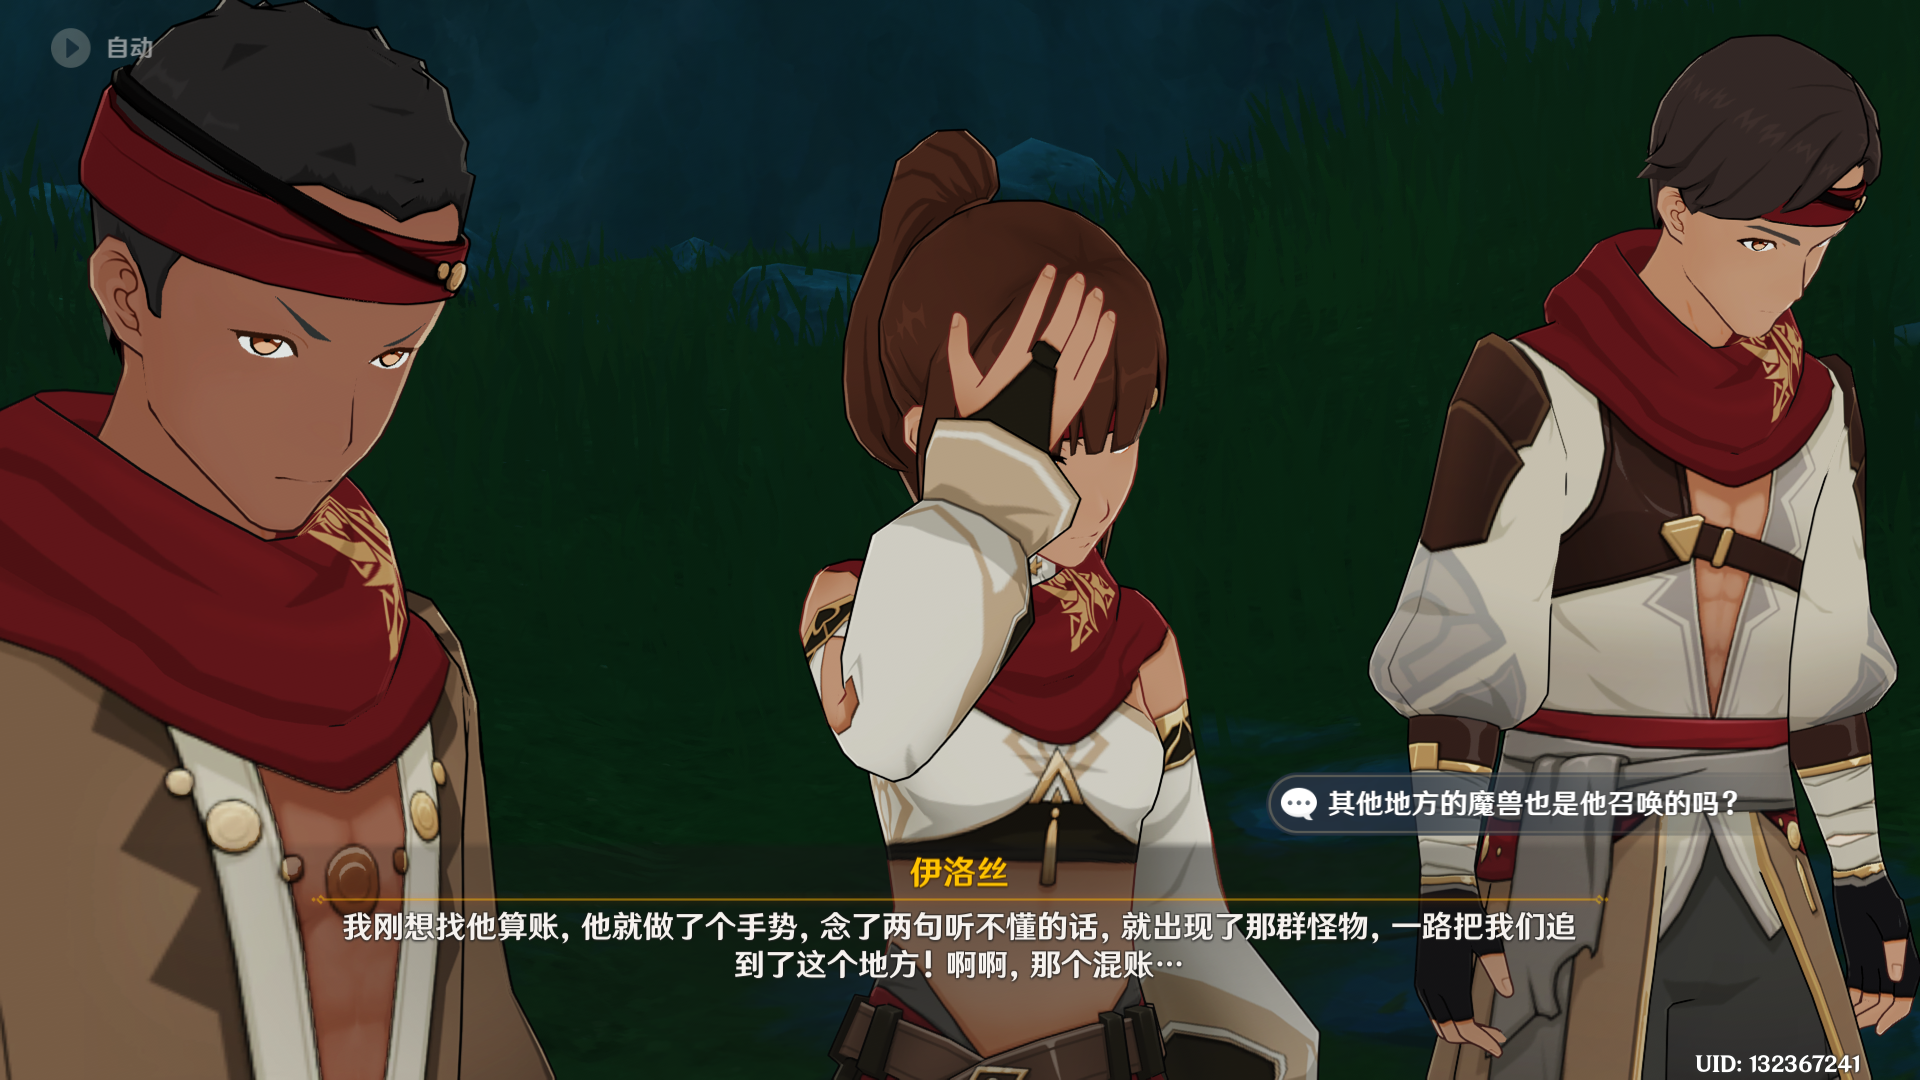 自动
其他地方的魔兽也是他召唤的吗?
伊洛丝
我刚想找他算账，他就做了个手势，念了两句听不懂的话，就出现了那群怪物，一路把我们追
到了这个地方！啊啊，那个混账…
UID: 132367241